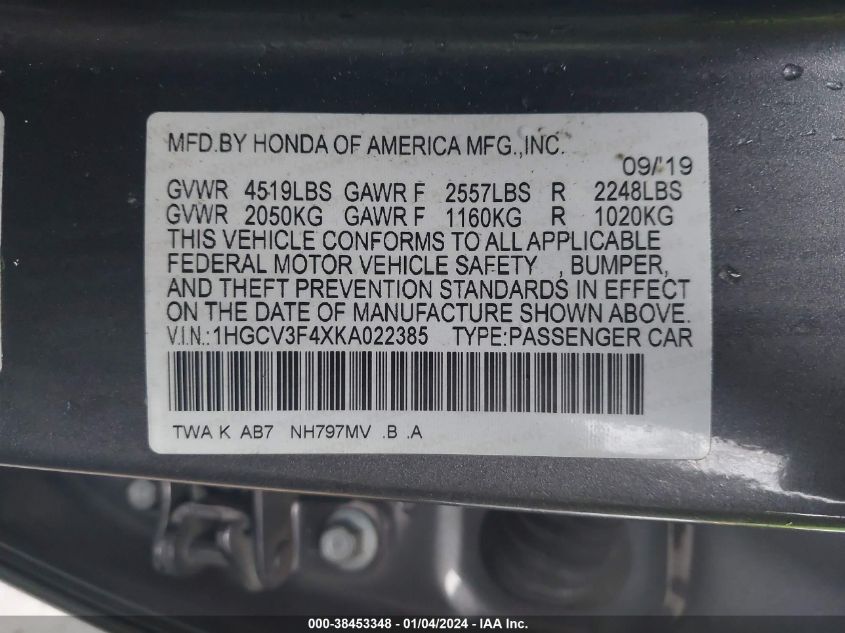 MFD.BY HONDA OF AMERICA MFG.,INC.
09/'19
GVWR 4519LBS GAWR F 2557LBS R 2248LBS
GVWR 2050KG GAWR F 1160KG R 1020KG
THIS VEHICLE CONFORMS TO ALL APPLICABLE
FEDERAL MOTOR VEHICLE SAFETY , BUMPER,
AND THEFT PREVENTION STANDARDS IN EFFECT
ON THE DATE OF MANUFACTURE SHOWN ABOVE.
V.I.N.:1HGCV3F4XKA022385 TYPE:PASSENGER CAR
TWA K AB7 NH797MV .B .A
000-38453348 - 01/04/2024 - IAA Inc.